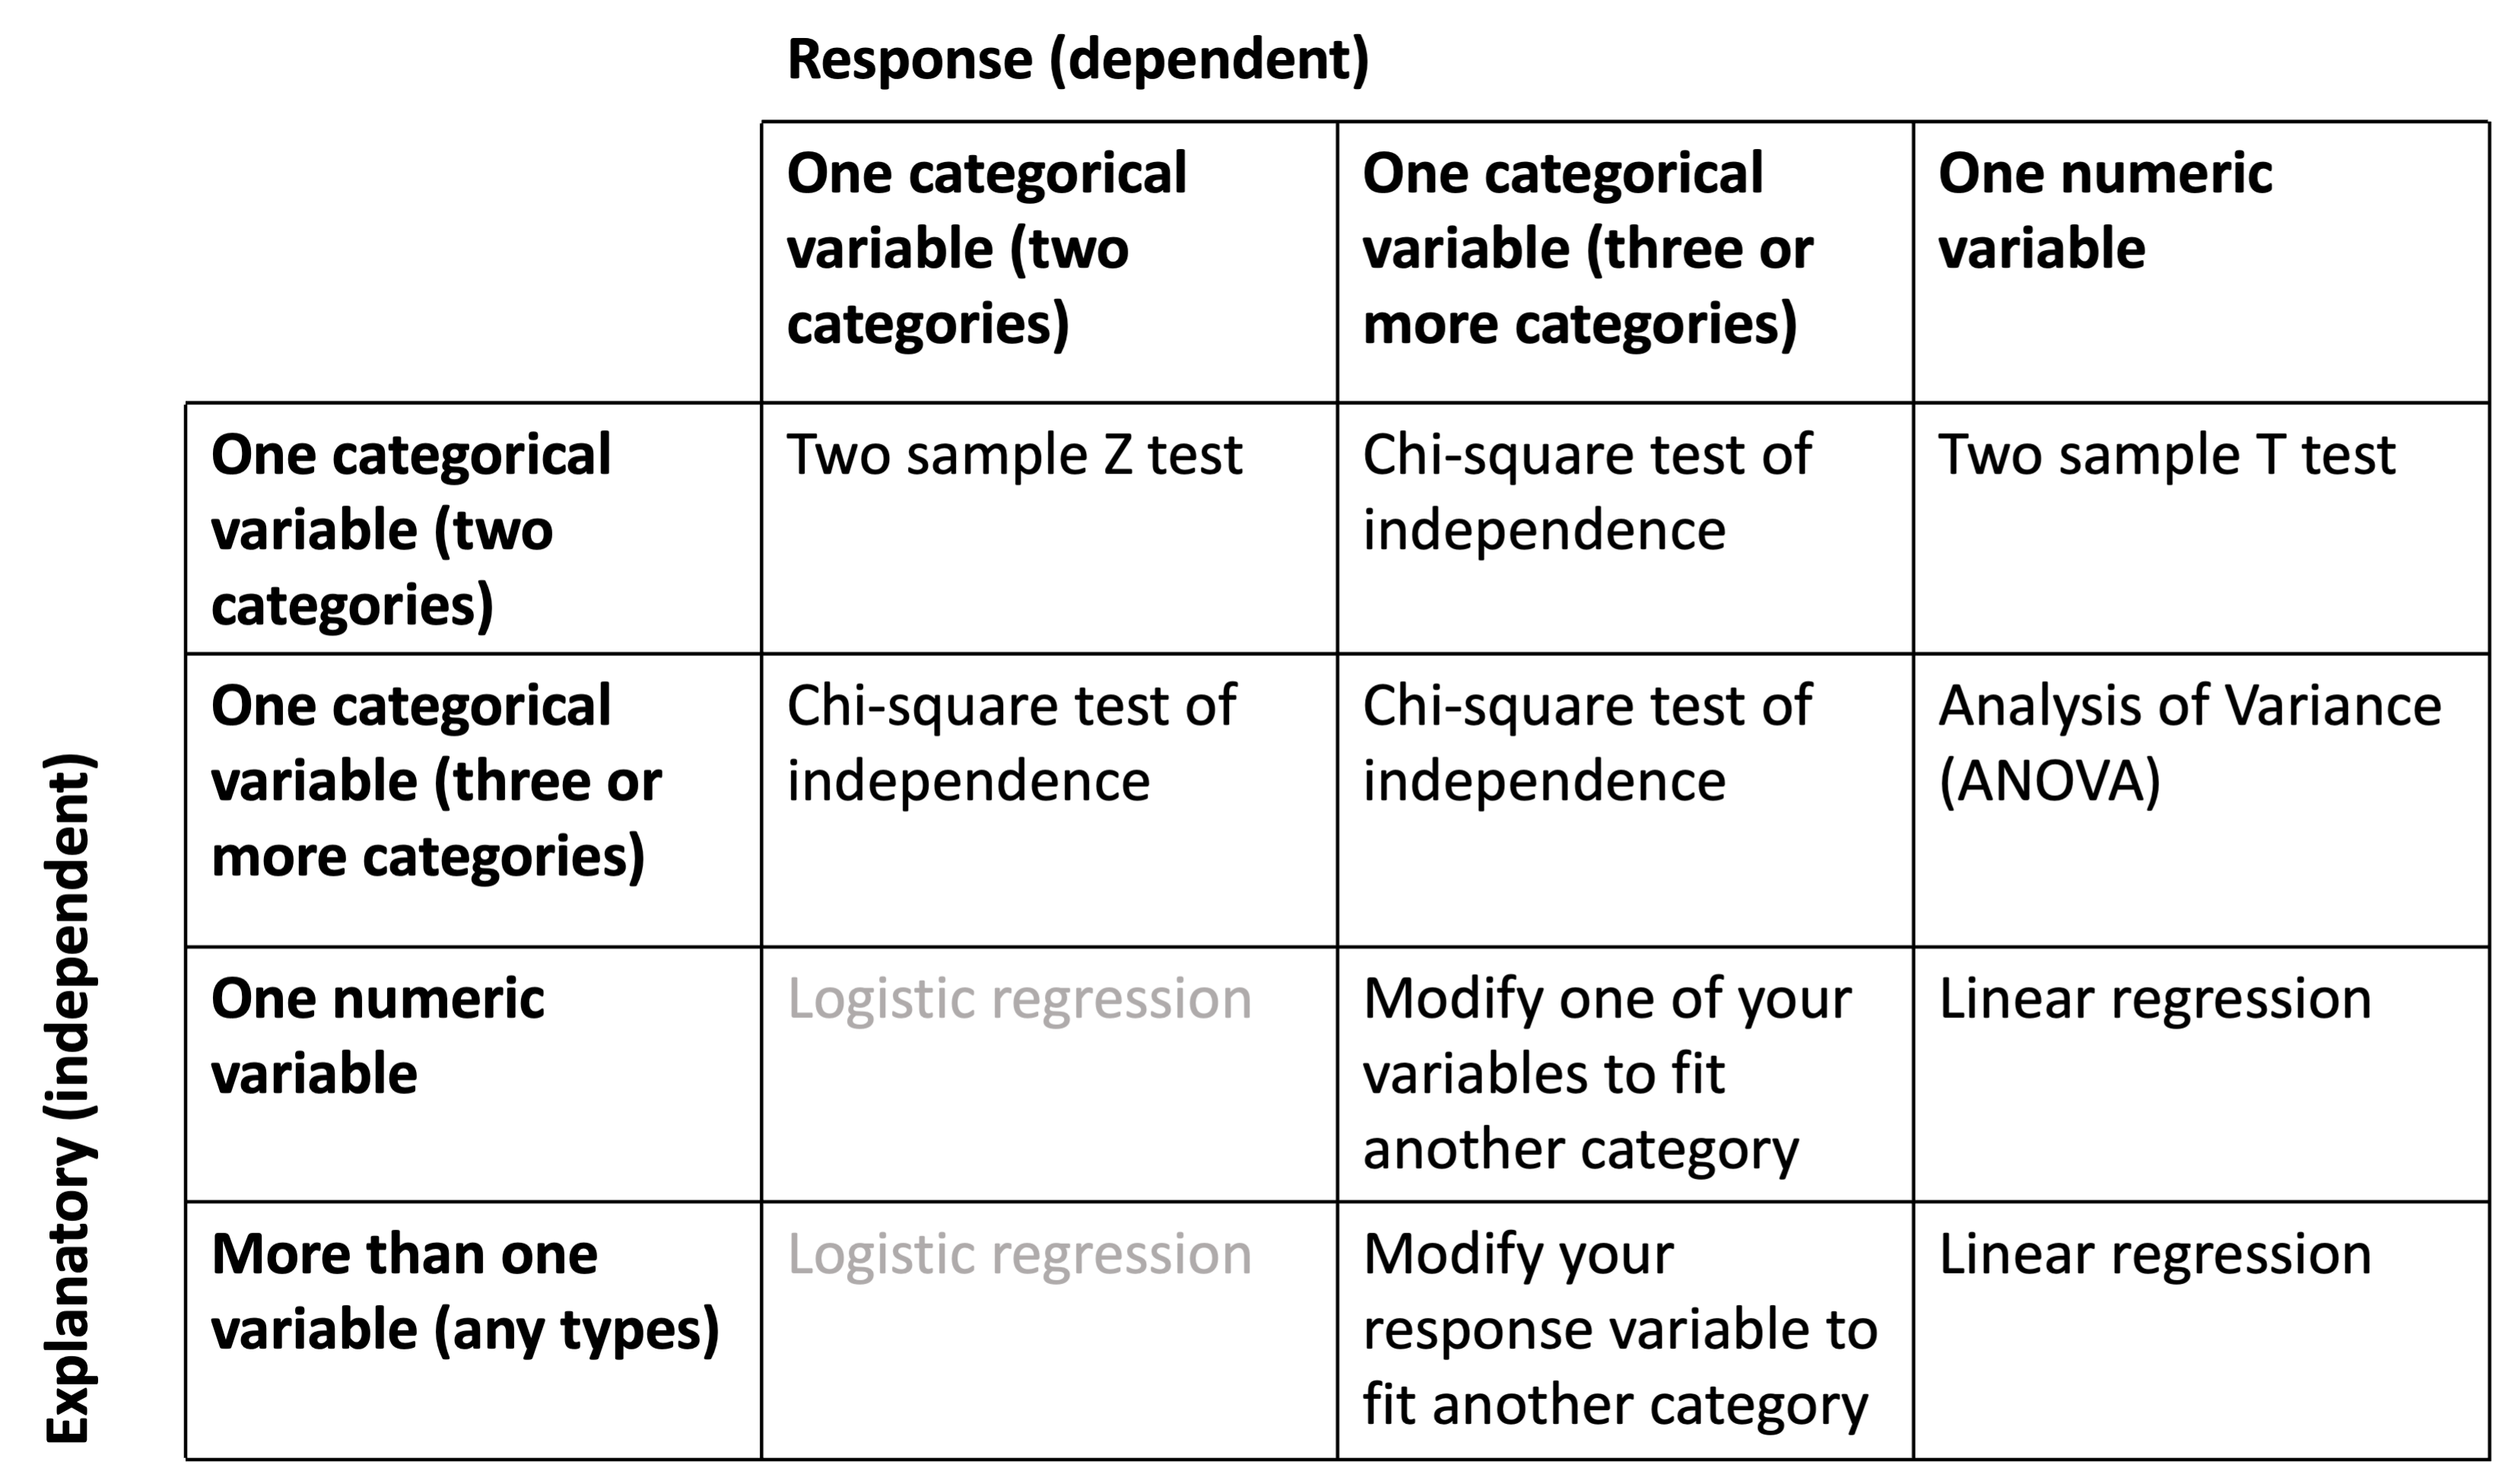 Response (dependent)
One categorical
variable (two
categories)
One categorical
variable (three or
more categories)
One numeric
variable
Explanatory (independent)
One categorical
variable (two
categories)
Two sample Z test
Chi-square test of
independence
Two sample T test
One categorical
variable (three or
more categories)
Chi-square test of
independence
Chi-square test of
independence
Analysis of Variance
(ANOVA)
One numeric
variable
Logistic regression
Modify one of your
variables to fit
another category
Linear regression
More than one
variable (any types)
Logistic regression
Modify your
response variable to
fit another category
Linear regression